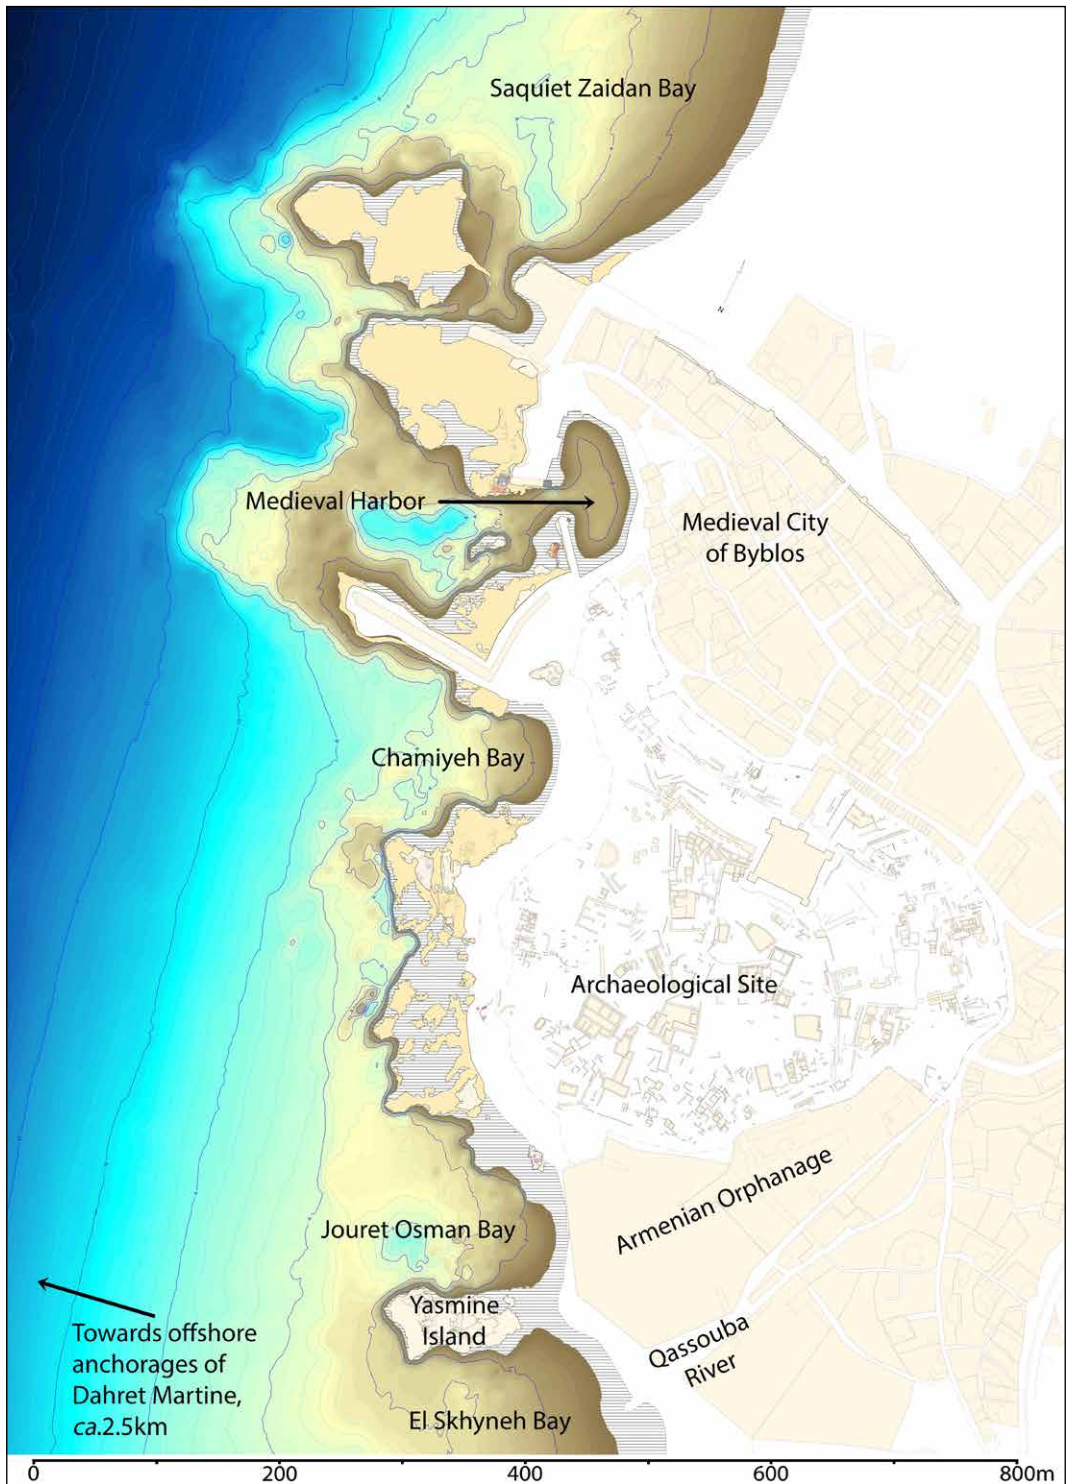 Saquiet Zaidan Bay
N
Medieval Harbor
Medieval City
of Byblos
Chamiyeh Bay
Archaeological Site
Armenian Orphanage
Jouret Osman Bay
Yasmine
Island
Qassouba
River
Towards offshore
anchorages of
Dahret Martine,
ca.2.5km
El Skhyneh Bay
0 200 400 600 800m